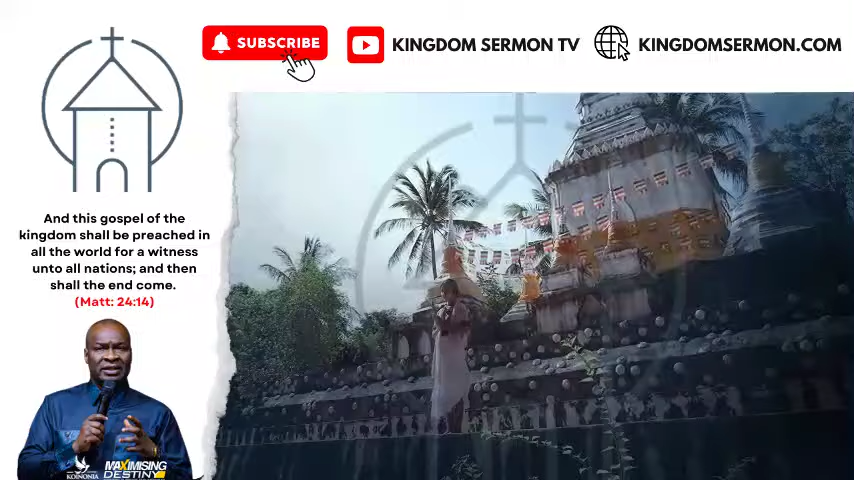 SUBSCRIBE
KINGDOM SERMON TV
KINGDOMSERMON.COM
And this gospel of the
kingdom shall be preached in
all the world for a witness
unto all nations; and then
shall the end come.
(Matt: 24:14)
KOINONIA
MAXIMISING
DESTINY